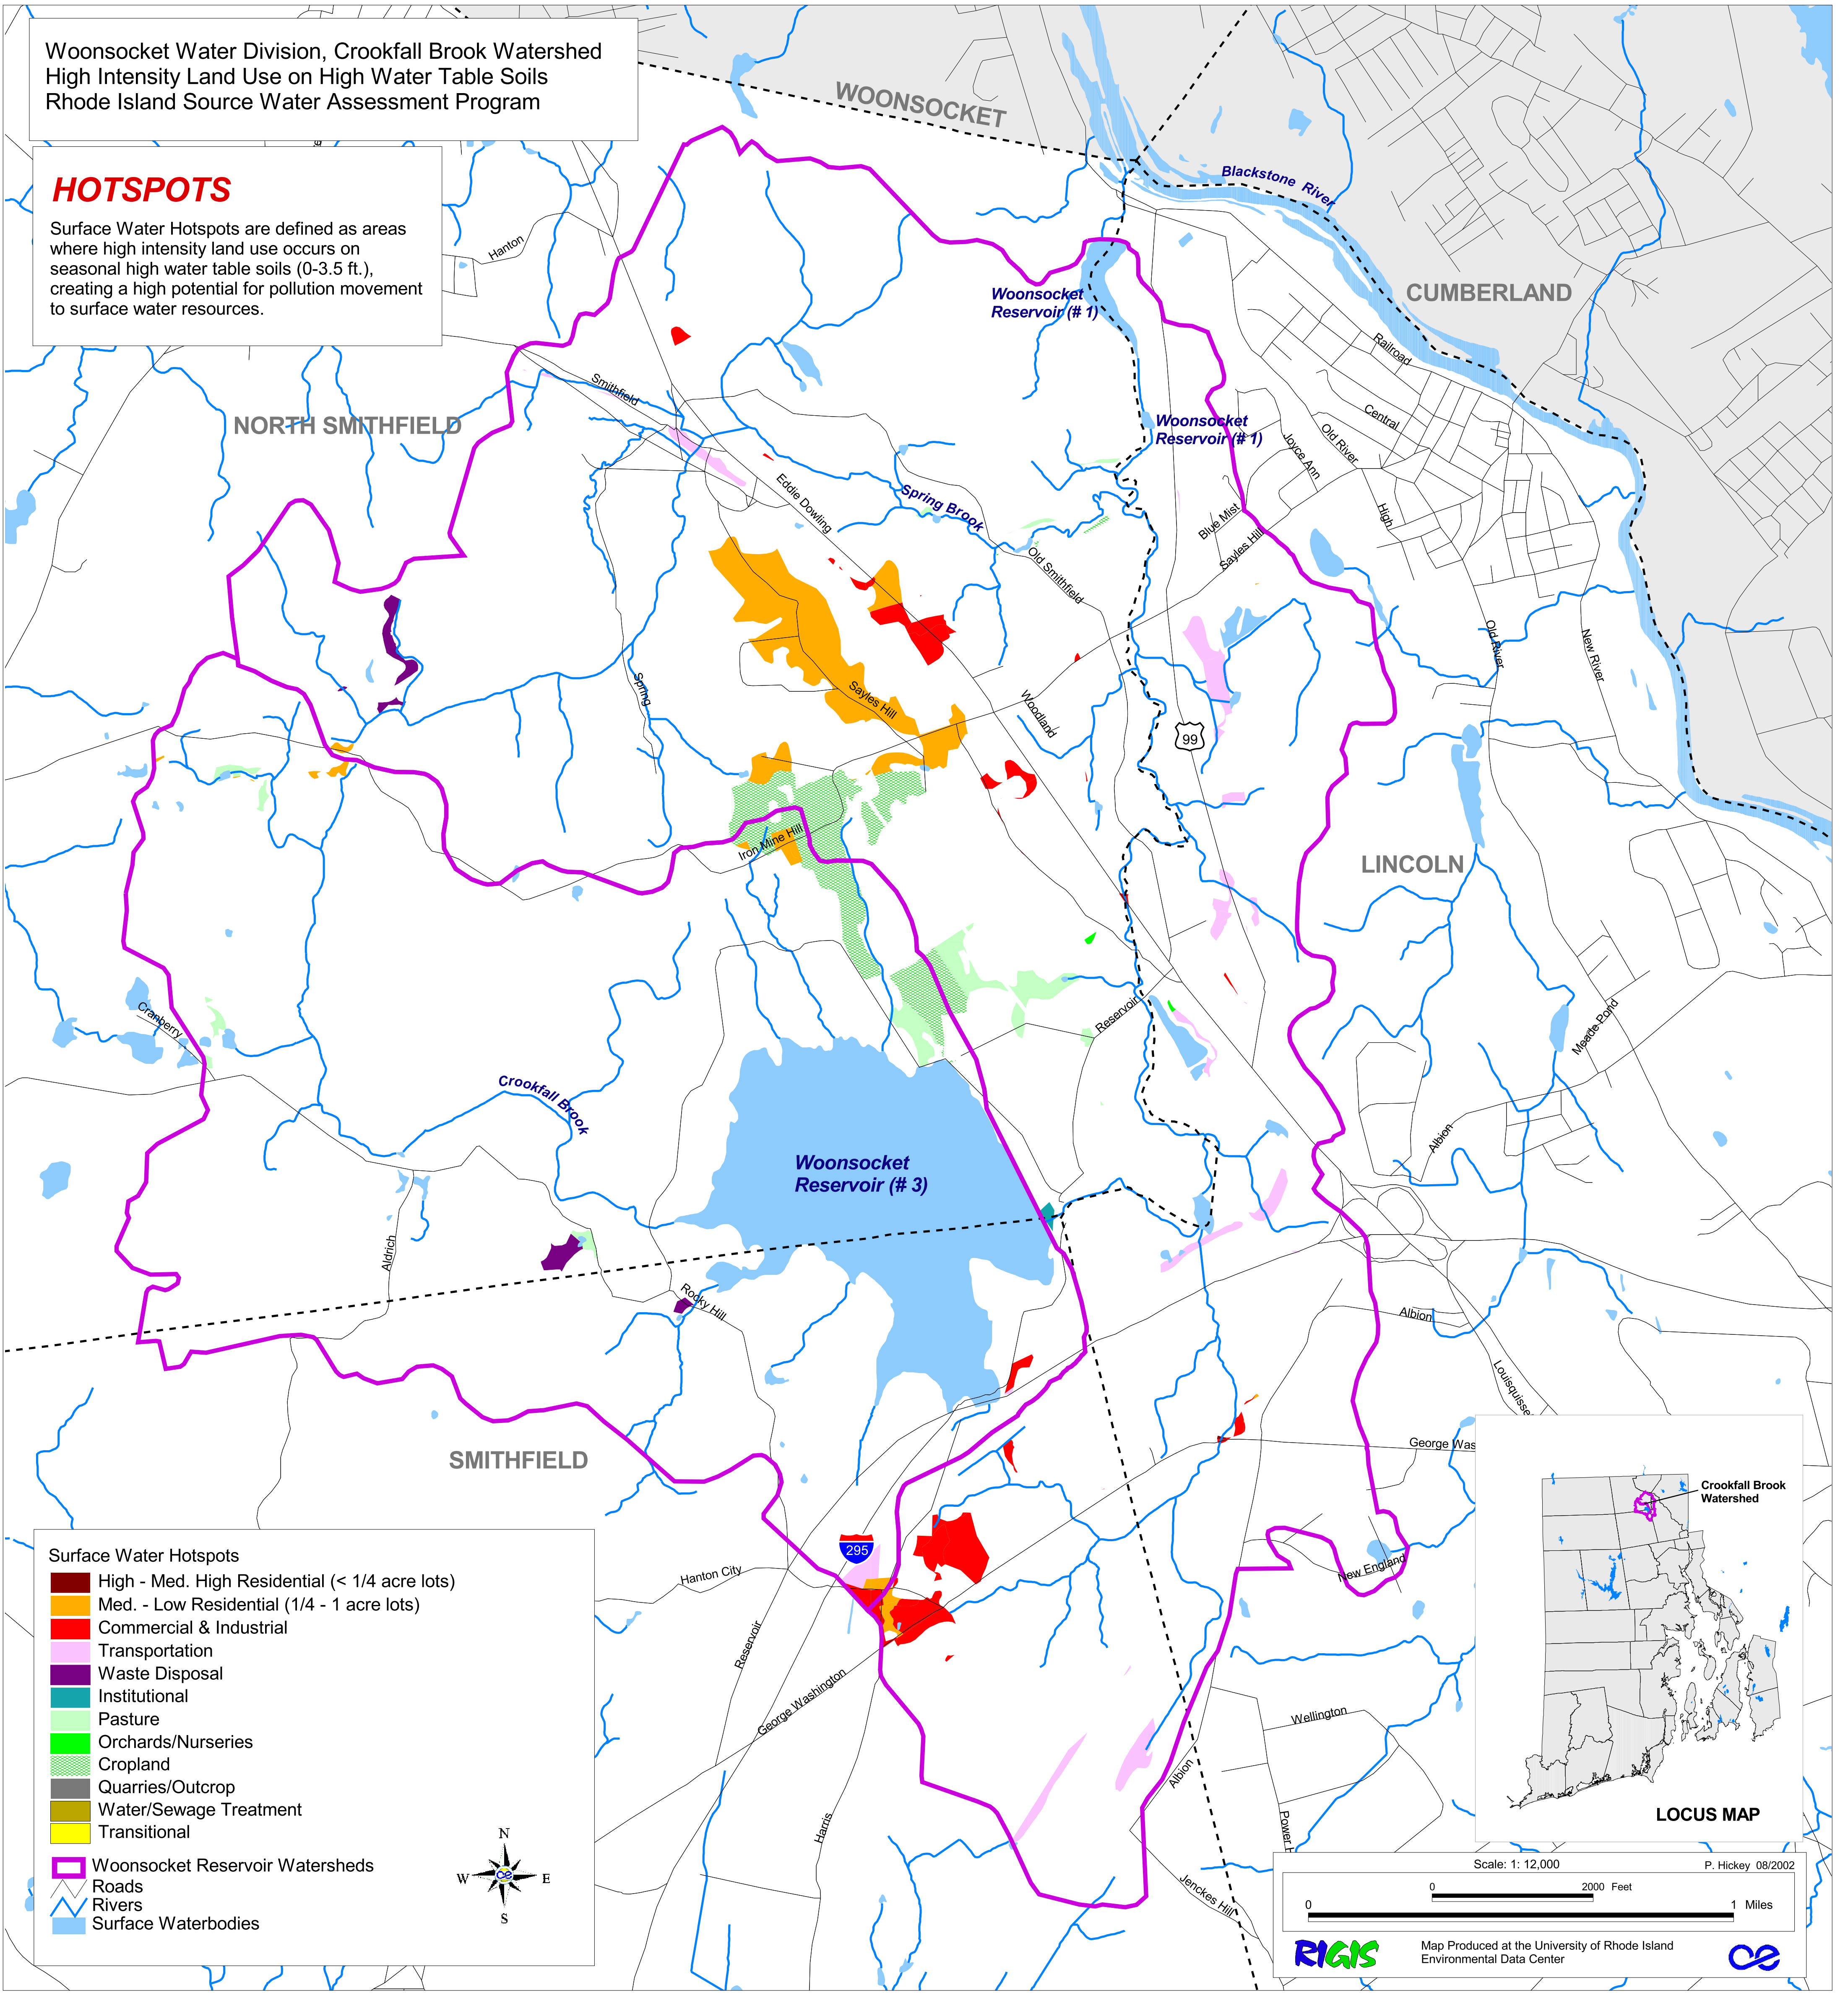 Woonsocket Water Division, Crookfall Brook Watershed
High Intensity Land Use on High Water Table Soils
Rhode Island Source Water Assessment Program
HOTSPOTS
Surface Water Hotspots are defined as areas
where high intensity land use occurs on
seasonal high water table soils (0-3.5 ft.),
creating a high potential for pollution movement
to surface water resources.
WOONSOCKET
Blackstone River
CUMBERLAND
Hanton
Woonsocket
Reservoir (# 1)
Railroad
Smithfield
NORTH SMITHFIELD
Woonsocket
Reservoir (# 1)
Central
Old River
Joyce Ann
Eddie Dowling
Spring Brook
High
Blue Mist
Sayles Hill
Old Smithfield
Old River
New River
Spring
Sayles Hill
Woodland
99
Iron Mine Hill
LINCOLN
Cranberry
Reservoir
Meade Pond
Crookfall Brook
Albion
Woonsocket
Reservoir (# 3)
Aldrich
Rocky Hill
Albion
Louisquisse
SMITHFIELD
George Was
295
Hanton City
New England
Reservoir
George Washington
Wellington
Albion
Harris
Power H
Jenckes Hill
Crookfall Brook
Watershed
LOCUS MAP
Surface Water Hotspots
High - Med. High Residential (< 1/4 acre lots)
Med. - Low Residential (1/4 - 1 acre lots)
Commercial & Industrial
Transportation
Waste Disposal
Institutional
Pasture
Orchards/Nurseries
Cropland
Quarries/Outcrop
Water/Sewage Treatment
Transitional
Woonsocket Reservoir Watersheds
Roads
Rivers
Surface Waterbodies
N
W
E
S
Scale: 1: 12,000
P. Hickey 08/2002
0 2000 Feet
0 1 Miles
RIGIS
Map Produced at the University of Rhode Island
Environmental Data Center